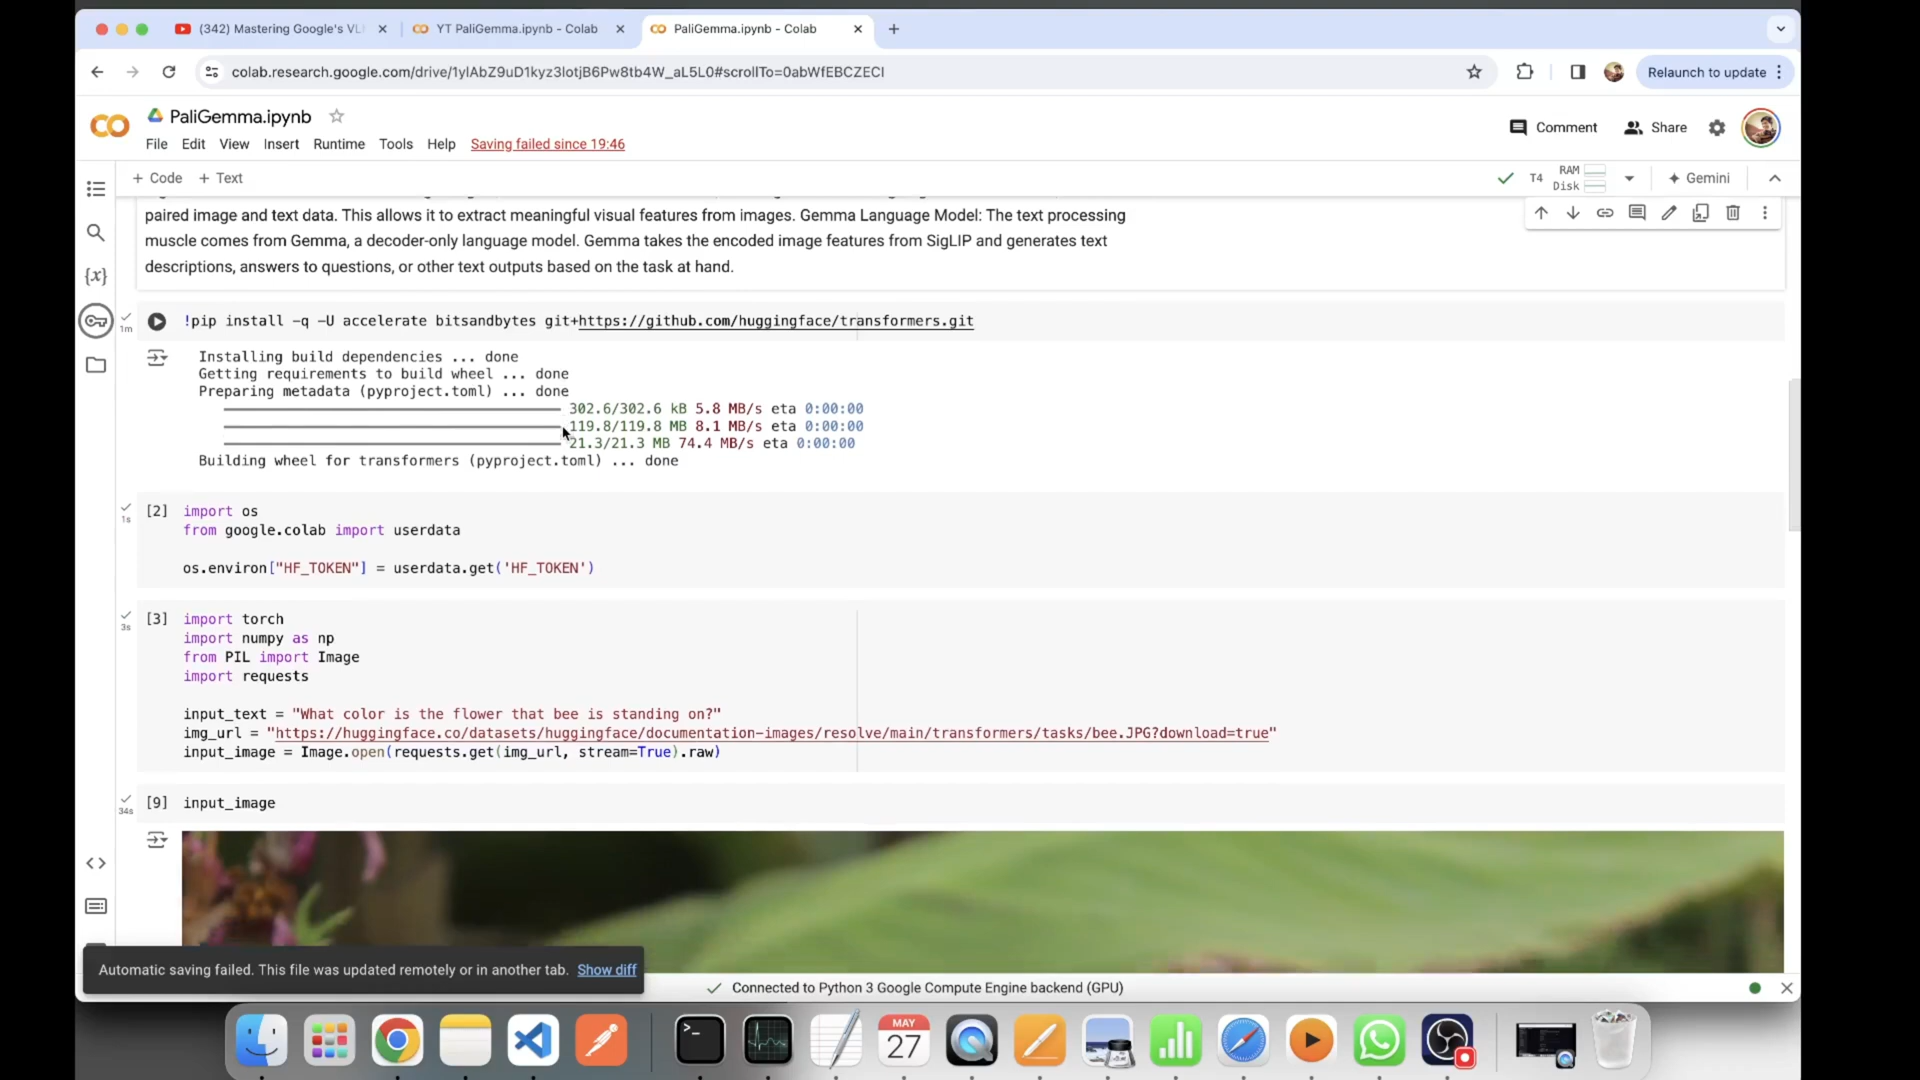 (342) Mastering Google's VL
YT PaliGemma.ipynb - Colab
PaliGemma.ipynb - Colab
colab.research.google.com/drive/1ylAbZ9uD1kyz3lotjB6Pw8tb4W_aL5L0#scrollTo=0abWfEBCZECI
Relaunch to update
PaliGemma.ipynb
Comment
Share
File Edit View Insert Runtime Tools Help Saving failed since 19:46
+ Code + Text
T4
RAM
Disk
Gemini
paired image and text data. This allows it to extract meaningful visual features from images. Gemma Language Model: The text processing
muscle comes from Gemma, a decoder-only language model. Gemma takes the encoded image features from SigLIP and generates text
descriptions, answers to questions, or other text outputs based on the task at hand.
{x}
1m
!pip install -q -U accelerate bitsandbytes git+https://github.com/huggingface/transformers.git
Installing build dependencies ... done
Getting requirements to build wheel ... done
Preparing metadata (pyproject.toml) ... done
302.6/302.6 kB 5.8 MB/s eta 0:00:00
119.8/119.8 MB 8.1 MB/s eta 0:00:00
21.3/21.3 MB 74.4 MB/s eta 0:00:00
Building wheel for transformers (pyproject.toml) ... done
1s
[2] import os
from google.colab import userdata
os.environ["HF_TOKEN"] = userdata.get('HF_TOKEN')
3s
[3] import torch
import numpy as np
from PIL import Image
import requests
input_text = "What color is the flower that bee is standing on?"
img_url = "https://huggingface.co/datasets/huggingface/documentation-images/resolve/main/transformers/tasks/bee.JPG?download=true"
input_image = Image.open(requests.get(img_url, stream=True).raw)
34s
[9] input_image
Automatic saving failed. This file was updated remotely or in another tab. Show diff
Connected to Python 3 Google Compute Engine backend (GPU)
MAY
27